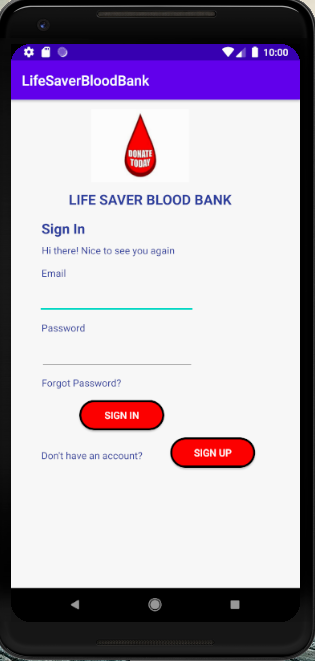 10:00
LifeSaverBloodBank
DONATE
TODAY
LIFE SAVER BLOOD BANK
Sign In
Hi there! Nice to see you again
Email
Password
Forgot Password?
SIGN IN
Don't have an account?
SIGN UP